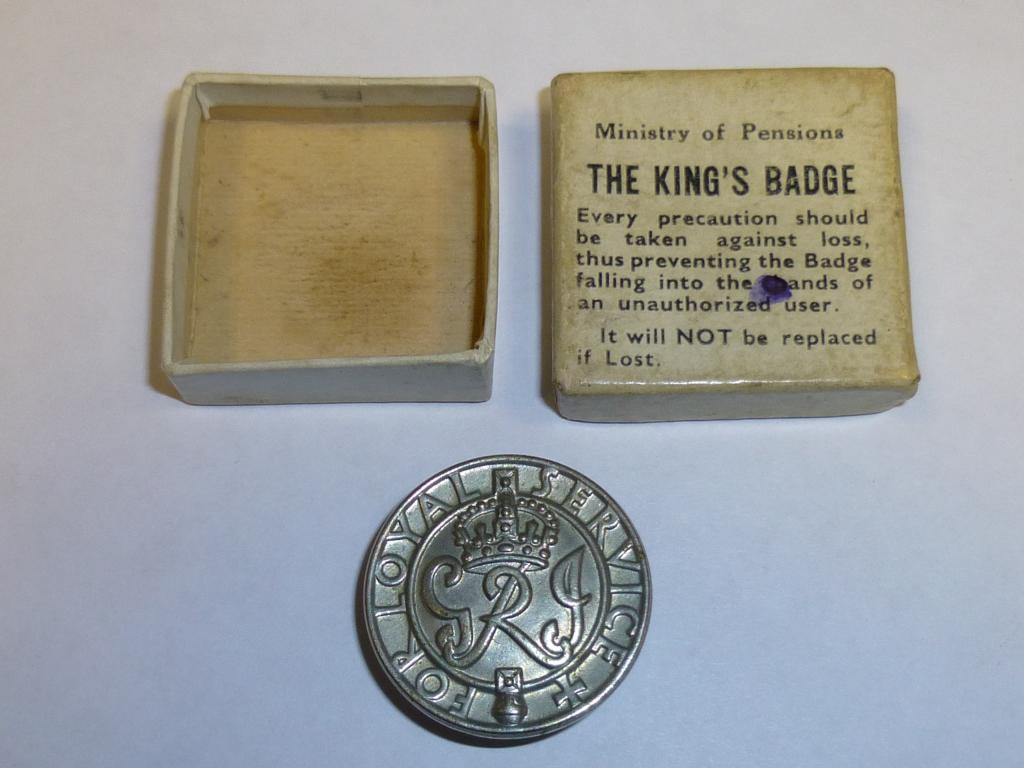 Ministry of Pensions
THE KING'S BADGE
Every precaution should
be taken against loss,
thus preventing the Badge
falling into the hands of
an unauthorized user.
It will NOT be replaced
if Lost.
FOR LOYAL SERVICE
GRI